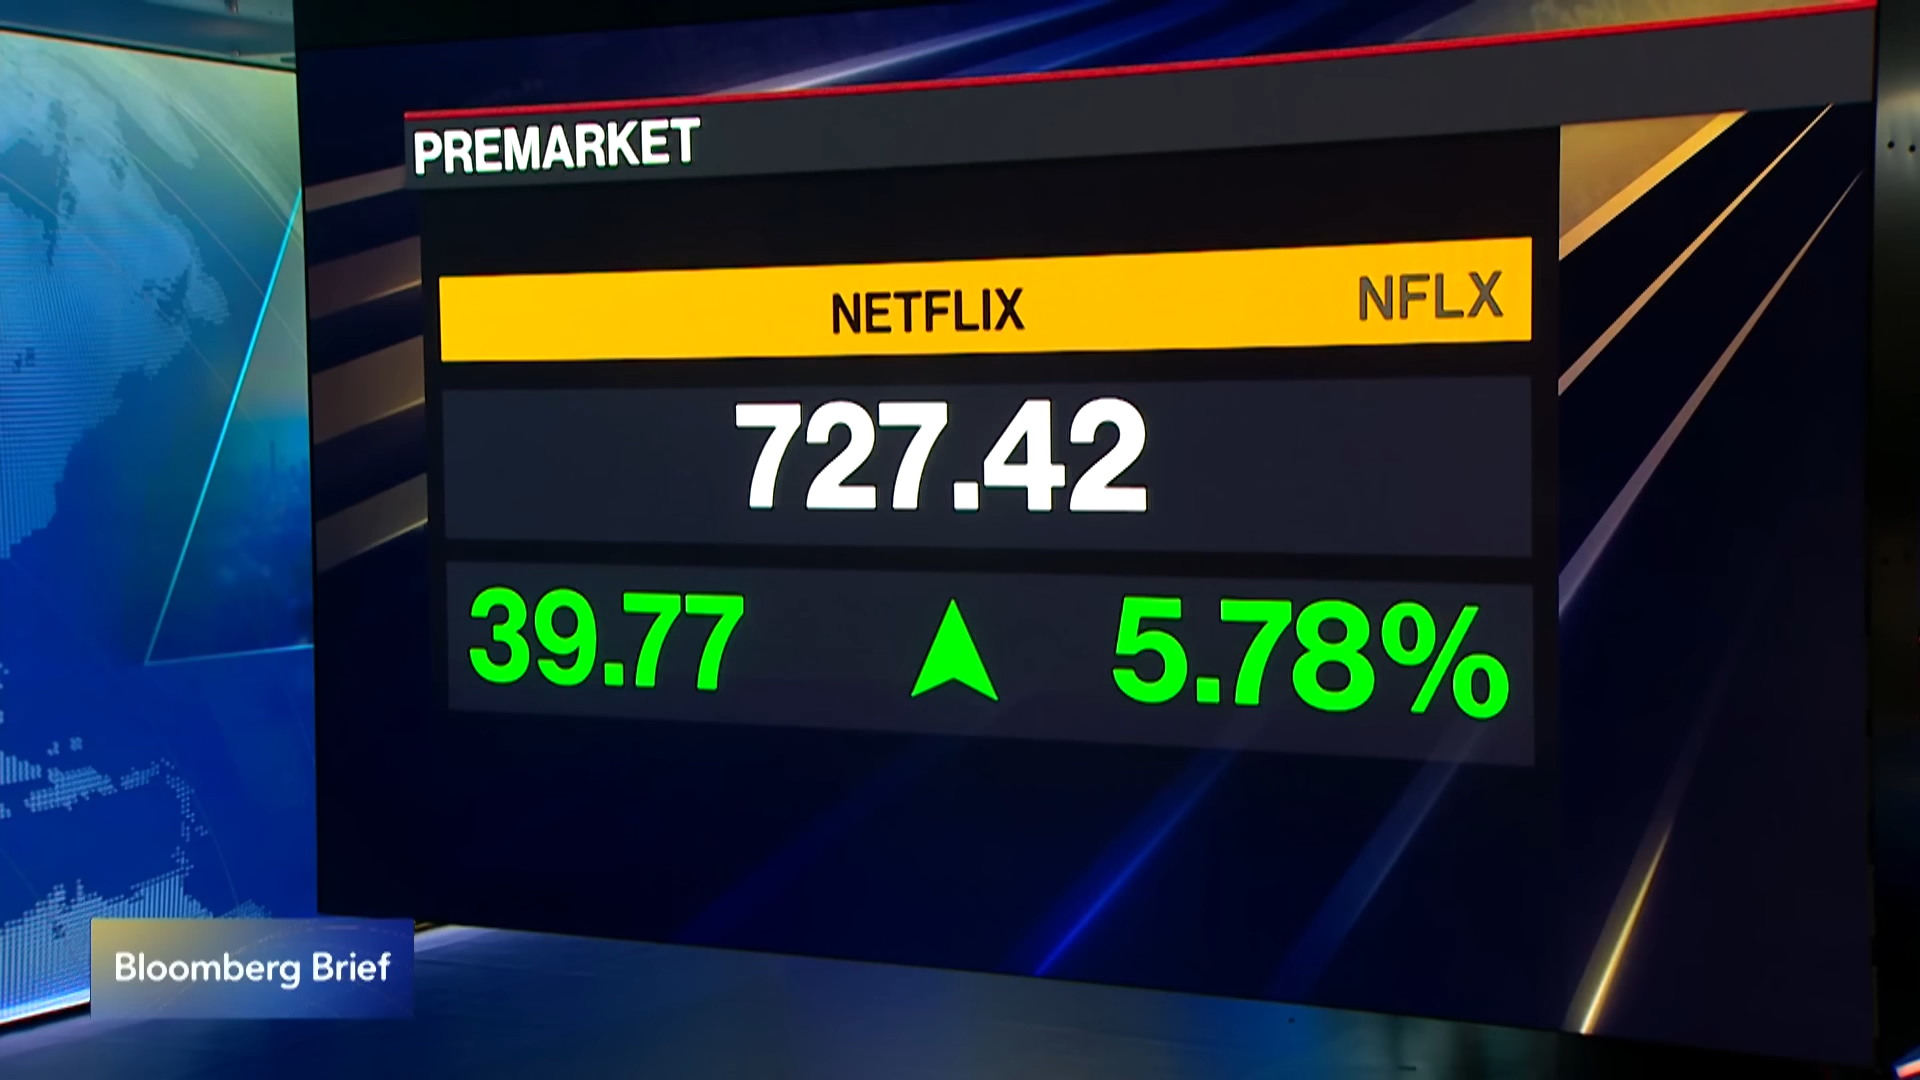 PREMARKET
NETFLIX NFLX
727.42
39.77 5.78%
Bloomberg Brief